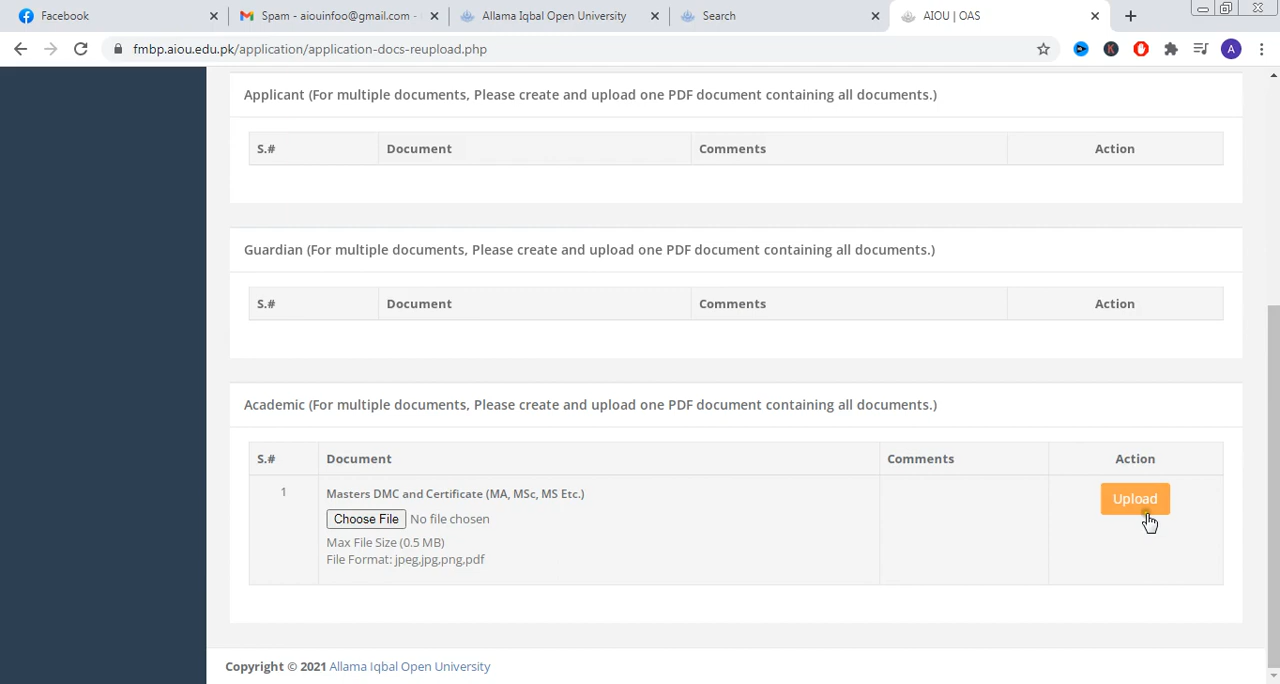 Facebook
Spam - aiouinfoo@gmail.com -
Allama Iqbal Open University
Search
AIOU | OAS
fmbp.aiou.edu.pk/application/application-docs-reupload.php
K
A
Applicant (For multiple documents, Please create and upload one PDF document containing all documents.)
S.# Document Comments Action
Guardian (For multiple documents, Please create and upload one PDF document containing all documents.)
S.# Document Comments Action
Academic (For multiple documents, Please create and upload one PDF document containing all documents.)
S.# Document Comments Action
1 Masters DMC and Certificate (MA, MSc, MS Etc.) Upload
Choose File No file chosen
Max File Size (0.5 MB)
File Format: jpeg,jpg,png,pdf
Copyright © 2021 Allama Iqbal Open University